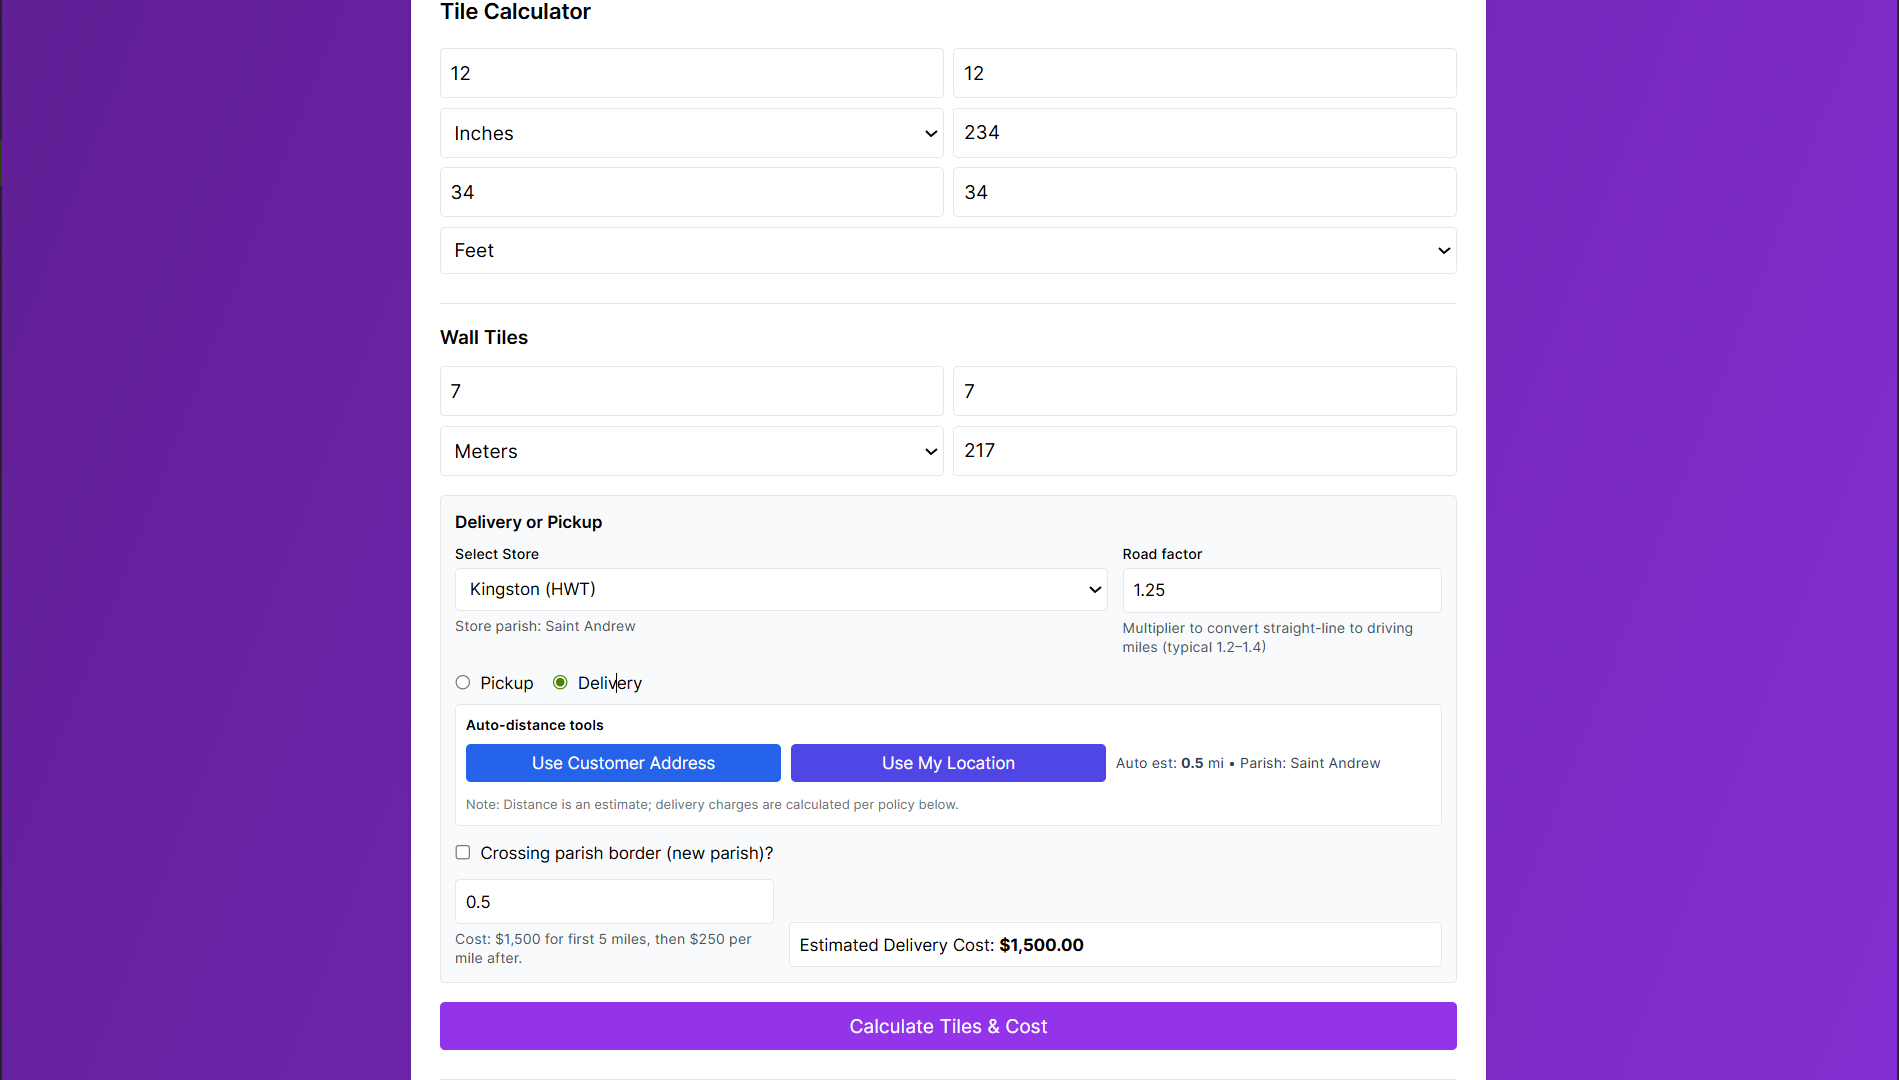 Tile Calculator
12
12
Inches
234
34
34
Feet
Wall Tiles
7
7
Meters
217
Delivery or Pickup
Select Store
Road factor
Kingston (HWT)
1.25
Store parish: Saint Andrew
Multiplier to convert straight-line to driving
miles (typical 1.2–1.4)
Pickup
Delivery
Auto-distance tools
Use Customer Address
Use My Location
Auto est: 0.5 mi • Parish: Saint Andrew
Note: Distance is an estimate; delivery charges are calculated per policy below.
Crossing parish border (new parish)?
0.5
Cost: $1,500 for first 5 miles, then $250 per
mile after.
Estimated Delivery Cost: $1,500.00
Calculate Tiles & Cost